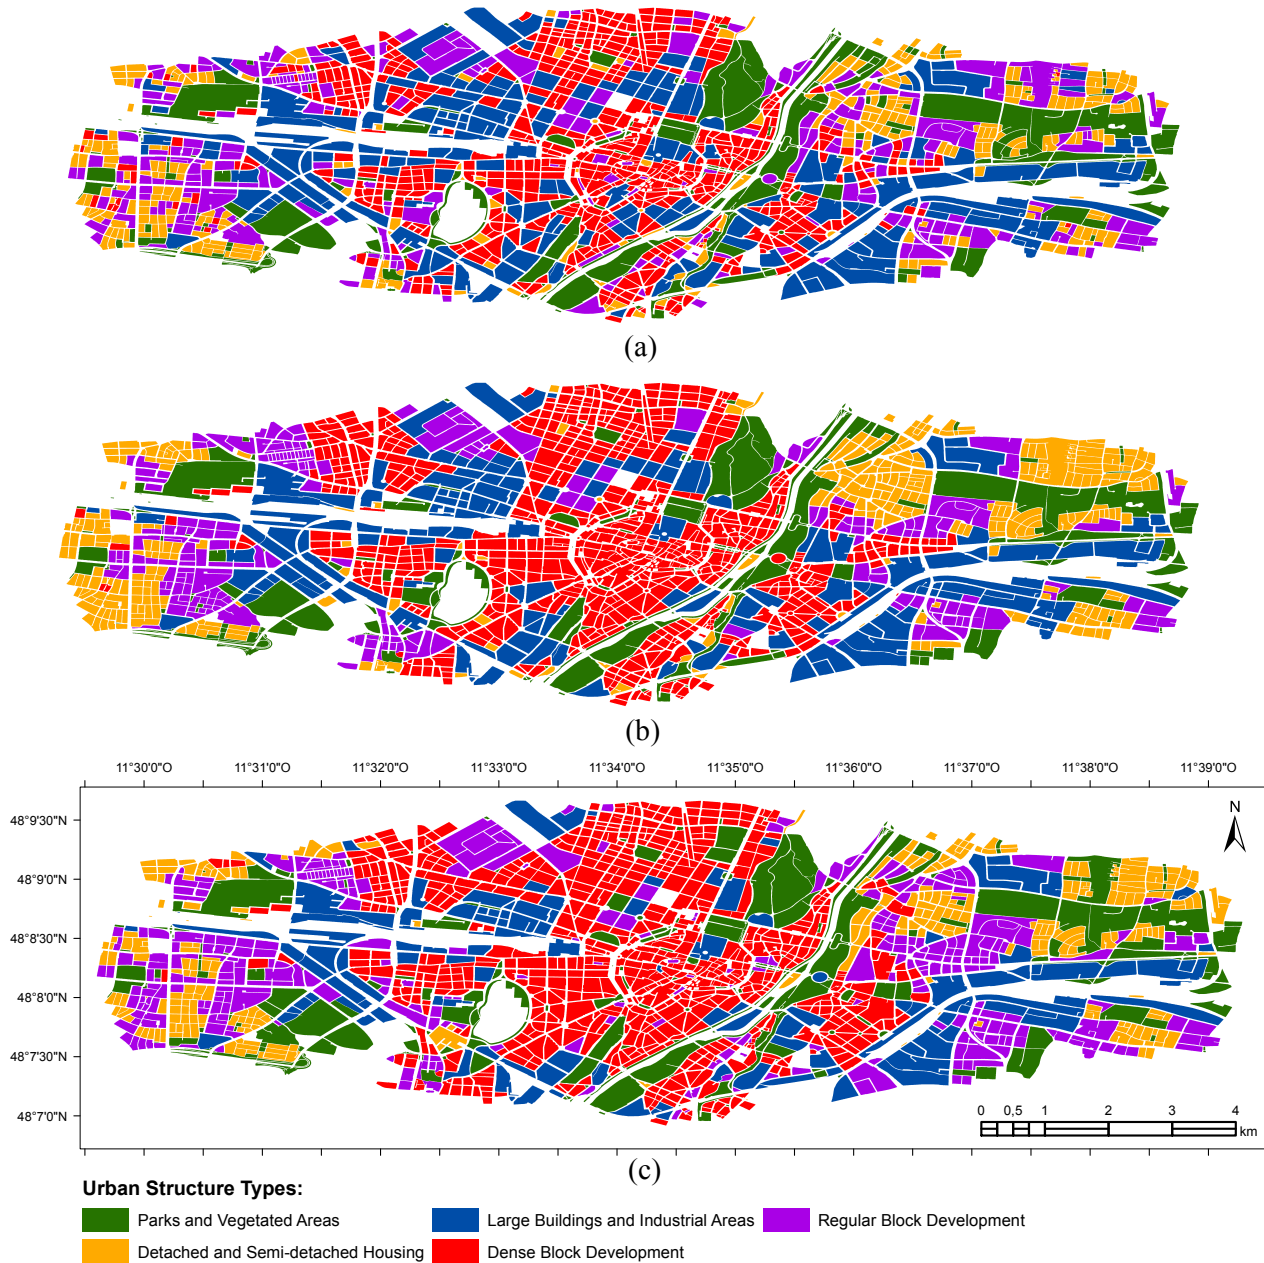 (a)
(b)
11°30'0"O 11°31'0"O 11°32'0"O 11°33'0"O 11°34'0"O 11°35'0"O 11°36'0"O 11°37'0"O 11°38'0"O 11°39'0"O
48°9'30"N
N
48°9'0"N
48°8'30"N
48°8'0"N
48°7'30"N
48°7'0"N
0 0,5 1 2 3 4
km
(c)
Urban Structure Types:
Parks and Vegetated Areas Large Buildings and Industrial Areas Regular Block Development
Detached and Semi-detached Housing Dense Block Development